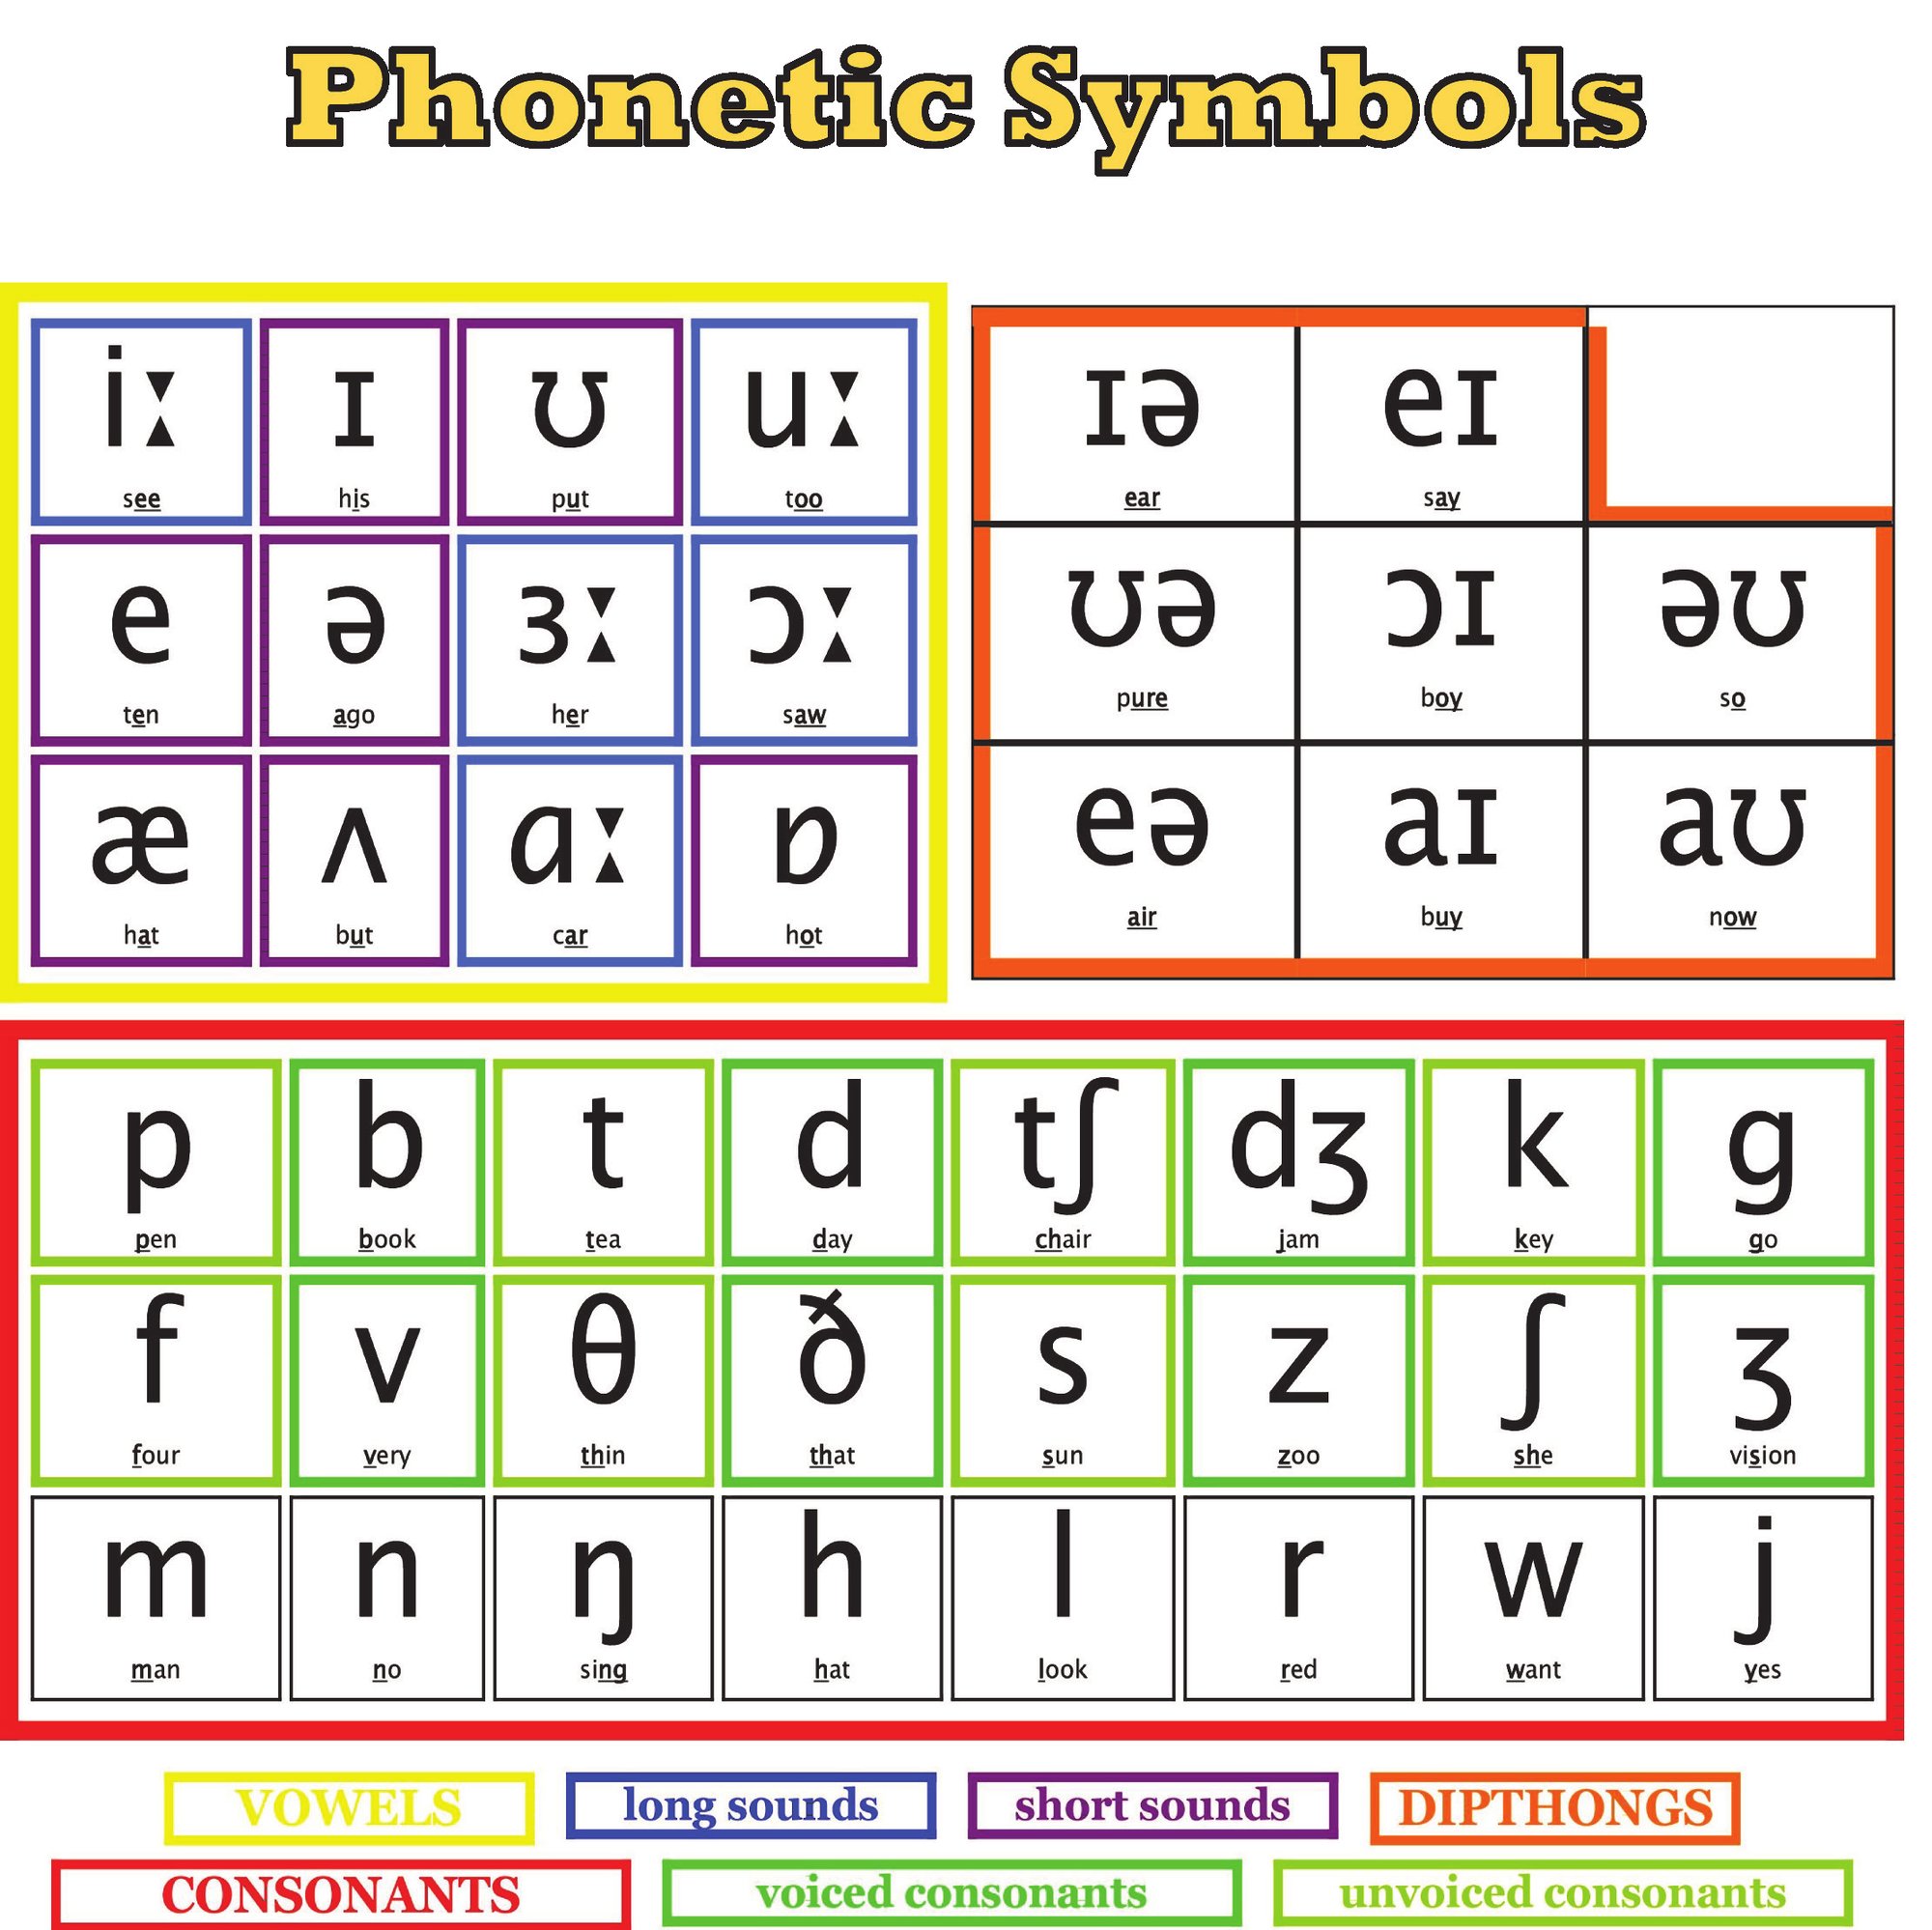 Phonetic Symbols
iː ɪ ʊ uː
see his put too
e ə ɜː ɔː
ten ago her saw
æ ʌ ɑː ɒ
hat but car hot
ɪə eɪ
ear say
ʊə ɔɪ əʊ
pure boy so
eə aɪ aʊ
air buy now
p b t d tʃ dʒ k g
pen book tea day chair jam key go
f v θ ð s z ʃ ʒ
four very thin that sun zoo she vision
m n ŋ h l r w j
man no sing hat look red want yes
VOWELS long sounds short sounds DIPTHONGS
CONSONANTS voiced consonants unvoiced consonants